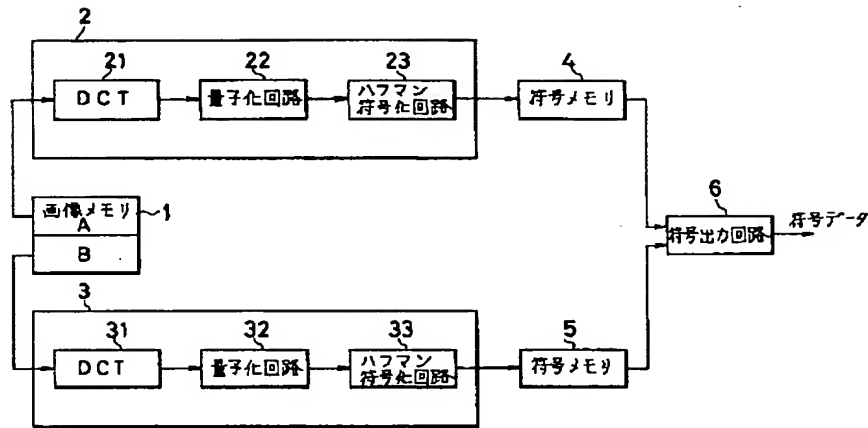 2
21
22
23
4
DCT
量子化回路
ハフマン
符号化回路
符号メモリ
6
画像メモリ
A
1
符号出力回路
符号データ
B
3
31
32
33
5
DCT
量子化回路
ハフマン
符号化回路
符号メモリ